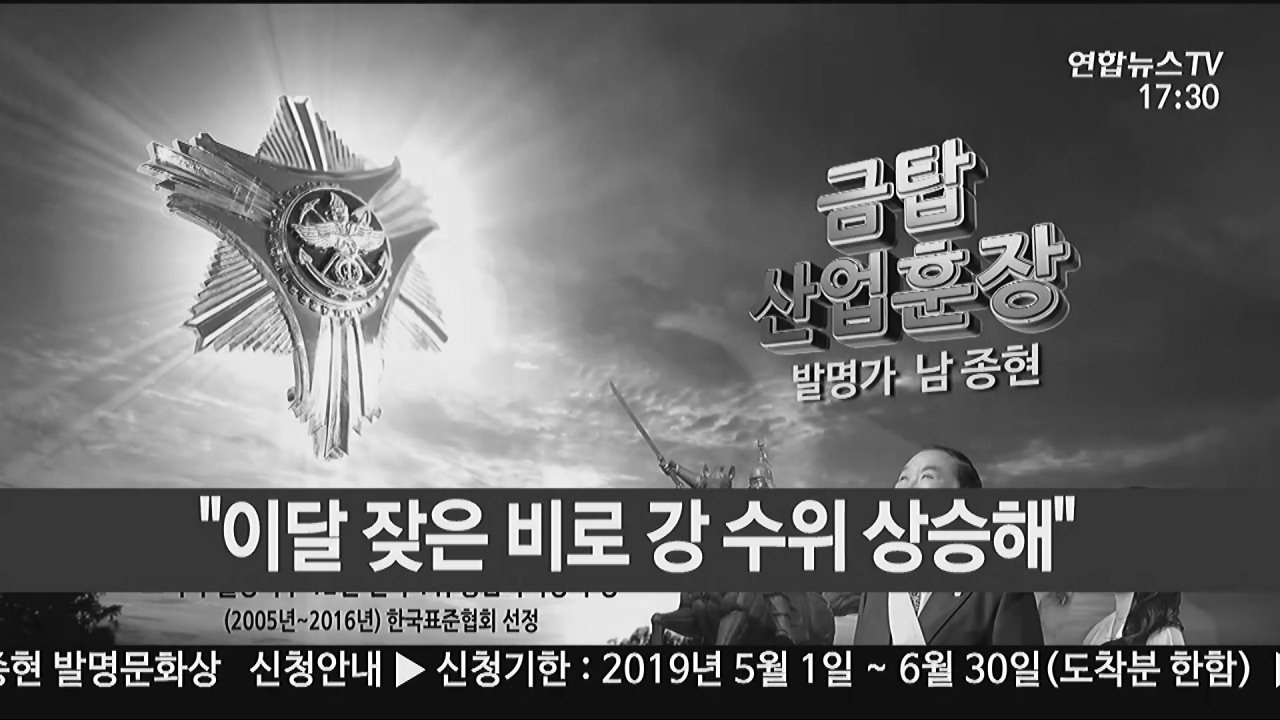 연합뉴스TV
17:30
금탑
산업훈장
발명가 남종현
"이달 잦은 비로 강 수위 상승해"
(2005년~2016년) 한국표준협회 선정
종현 발명문화상 신청안내 ▶ 신청기한 : 2019년 5월 1일 ~ 6월 30일(도착분 한함)